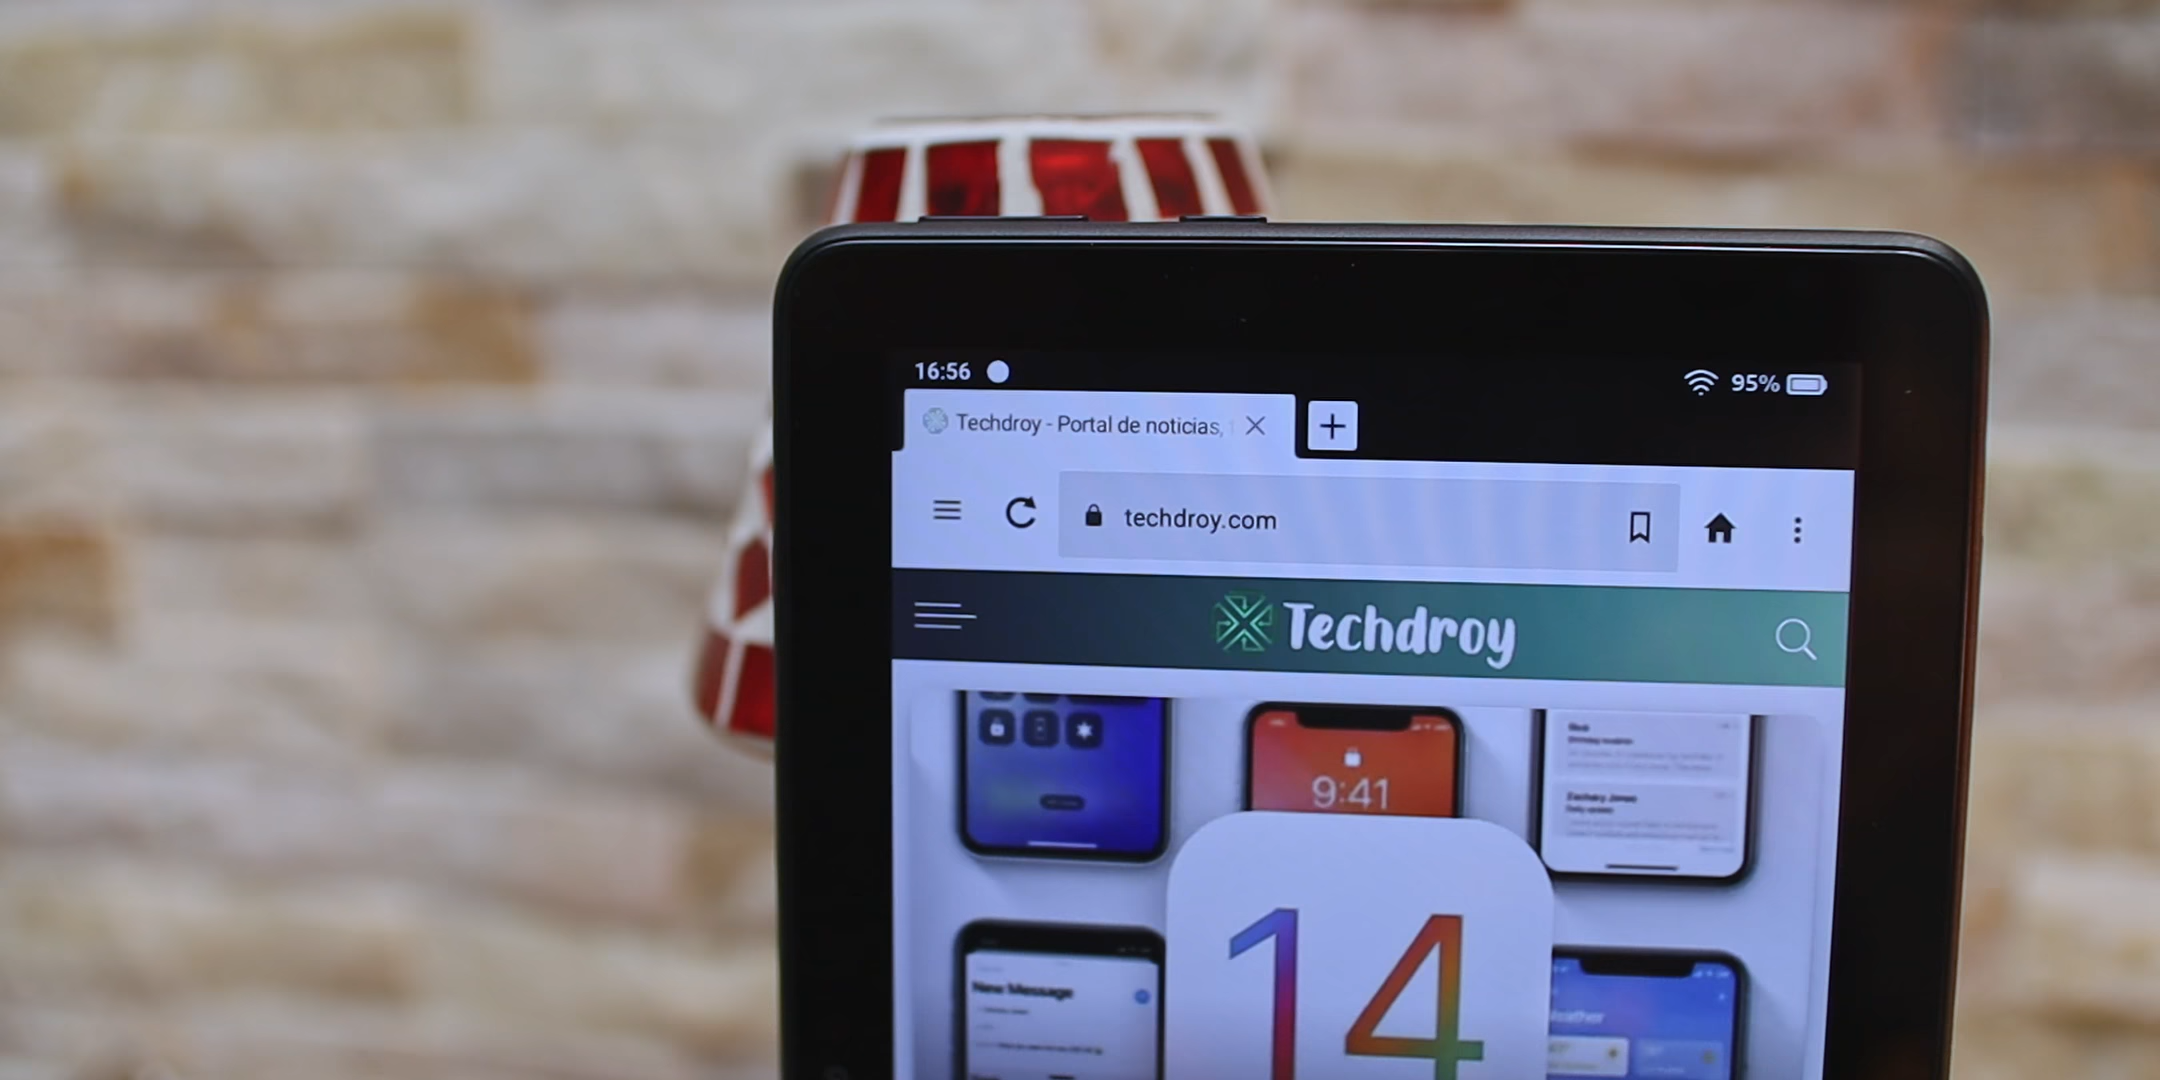 16:56
95%
Techdroy - Portal de noticias,
techdroy.com
Techdroy
9:41
14
New Message